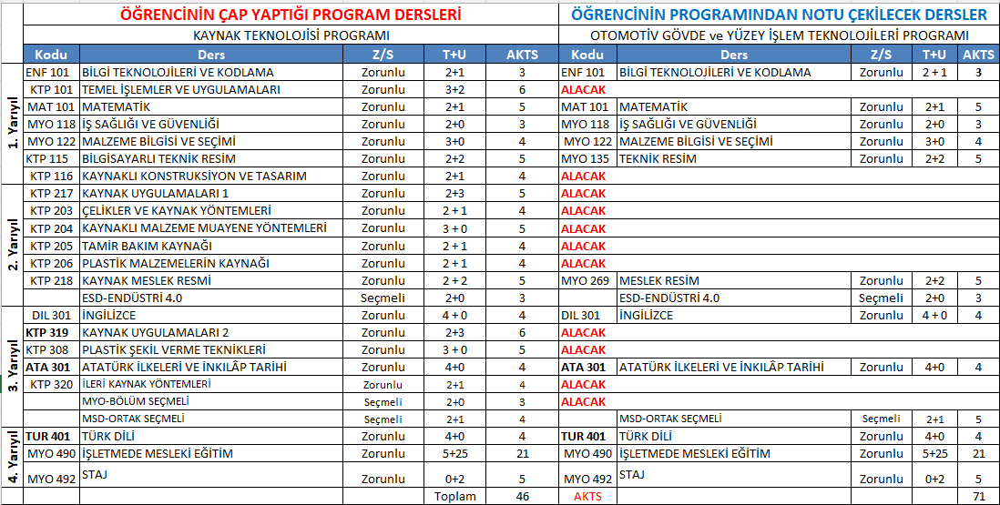 ÖĞRENCİNİN ÇAP YAPTIĞI PROGRAM DERSLERİ ÖĞRENCİNİN PROGRAMINDAN NOTU ÇEKİLECEK DERSLER
KAYNAK TEKNOLOJİSİ PROGRAMI OTOMOTİV GÖVDE ve YÜZEY İŞLEM TEKNOLOJİLERİ PROGRAMI
Kodu Ders Z/S T+U AKTS Kodu Ders Z/S T+U AKTS
1. Yarıyıl
ENF 101 BİLGİ TEKNOLOJİLERİ VE KODLAMA Zorunlu 2+1 3 ENF 101 BİLGİ TEKNOLOJİLERİ VE KODLAMA Zorunlu 2 + 1 3
KTP 101 TEMEL İŞLEMLER VE UYGULAMALARI Zorunlu 3+2 6 ALACAK
MAT 101 MATEMATİK Zorunlu 2+1 5 MAT 101 MATEMATİK Zorunlu 2+1 5
MYO 118 İŞ SAĞLIĞI VE GÜVENLİĞİ Zorunlu 2+0 3 MYO 118 İŞ SAĞLIĞI VE GÜVENLİĞİ Zorunlu 2+0 3
MYO 122 MALZEME BİLGİSİ VE SEÇİMİ Zorunlu 3+0 4 MYO 122 MALZEME BİLGİSİ VE SEÇİMİ Zorunlu 3+0 4
KTP 115 BİLGİSAYARLI TEKNİK RESİM Zorunlu 2+2 5 MYO 135 TEKNİK RESİM Zorunlu 2+2 5
KTP 116 KAYNAKLI KONSTRUKSİYON VE TASARIM Zorunlu 2+1 4 ALACAK
2. Yarıyıl
KTP 217 KAYNAK UYGULAMALARI 1 Zorunlu 2+3 5 ALACAK
KTP 203 ÇELİKLER VE KAYNAK YÖNTEMLERİ Zorunlu 2 + 1 4 ALACAK
KTP 204 KAYNAKLI MALZEME MUAYENE YÖNTEMLERİ Zorunlu 3 + 0 5 ALACAK
KTP 205 TAMİR BAKIM KAYNAĞI Zorunlu 2 + 1 4 ALACAK
KTP 206 PLASTİK MALZEMELERİN KAYNAĞI Zorunlu 2 + 1 4 ALACAK
KTP 218 KAYNAK MESLEK RESMİ Zorunlu 2 + 2 5 MYO 269 MESLEK RESİM Zorunlu 2+2 5
ESD-ENDÜSTRİ 4.0 Seçmeli 2+0 3 ESD-ENDÜSTRİ 4.0 Seçmeli 2+0 3
3. Yarıyıl
DIL 301 İNGİLİZCE Zorunlu 4 + 0 4 DIL 301 İNGİLİZCE Zorunlu 4 + 0 4
KTP 319 KAYNAK UYGULAMALARI 2 Zorunlu 2+3 6 ALACAK
KTP 308 PLASTİK ŞEKİL VERME TEKNİKLERİ Zorunlu 3 + 0 5 ALACAK
ATA 301 ATATÜRK İLKELERİ VE İNKILÂP TARİHİ Zorunlu 4+0 4 ATA 301 ATATÜRK İLKELERİ VE İNKILÂP TARİHİ Zorunlu 4+0 4
KTP 320 İLERİ KAYNAK YÖNTEMLERİ Zorunlu 2+1 4 ALACAK
MYO-BÖLÜM SEÇMELİ Seçmeli 2+0 3 ALACAK
MSD-ORTAK SEÇMELİ Seçmeli 2+1 4 MSD-ORTAK SEÇMELİ Seçmeli 2+1 5
4. Yarıyıl
TUR 401 TÜRK DİLİ Zorunlu 4+0 4 TUR 401 TÜRK DİLİ Zorunlu 4+0 4
MYO 490 İŞLETMEDE MESLEKİ EĞİTİM Zorunlu 5+25 21 MYO 490 İŞLETMEDE MESLEKİ EĞİTİM Zorunlu 5+25 21
MYO 492 STAJ Zorunlu 0+2 5 MYO 492 STAJ Zorunlu 0+2 5
Toplam 46 AKTS 71